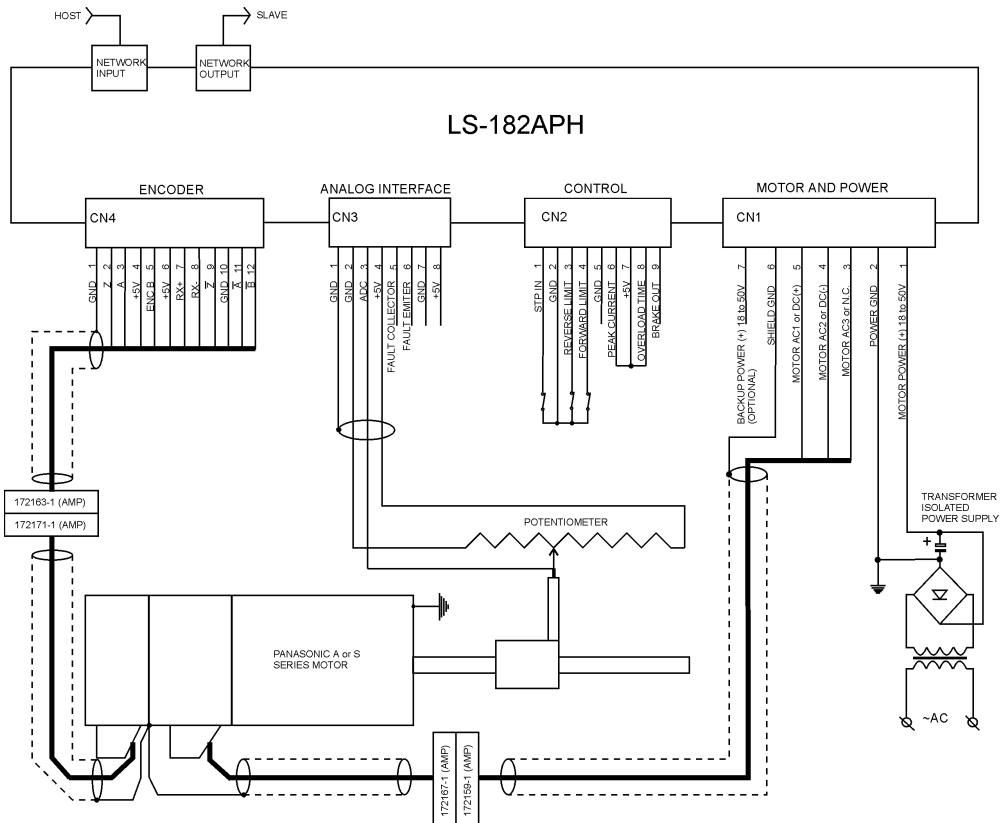 HOST
SLAVE
NETWORK
INPUT
NETWORK
OUTPUT
LS-182APH
ENCODER
ANALOG INTERFACE
CONTROL
MOTOR AND POWER
CN4
CN3
CN2
CN1
GND 1
Z 2
A 3
+5V 4
ENC B 5
+5V 6
RX+ 7
RX- 8
Z̅ 9
GND 10
A̅ 11
B̅ 12
GND 1
GND 2
ADC 3
+5V 4
FAULT COLLECTOR 5
FAULT EMITER 6
GND 7
+5V 8
STP IN 1
GND 2
REVERSE LIMIT 3
FORWARD LIMIT 4
GND 5
PEAK CURRENT 6
+5V 7
OVERLOAD TIME 8
BRAKE OUT 9
BACKUP POWER (+) 18 to 50V 7
(OPTIONAL)
SHIELD GND 6
MOTOR AC1 or DC(+) 5
MOTOR AC2 or DC(-) 4
MOTOR AC3 or N.C. 3
POWER GND 2
MOTOR POWER (+) 18 to 50V 1
172163-1 (AMP)
172171-1 (AMP)
POTENTIOMETER
TRANSFORMER
ISOLATED
POWER SUPPLY
+
PANASONIC A or S
SERIES MOTOR
~AC
172167-1 (AMP)
172159-1 (AMP)